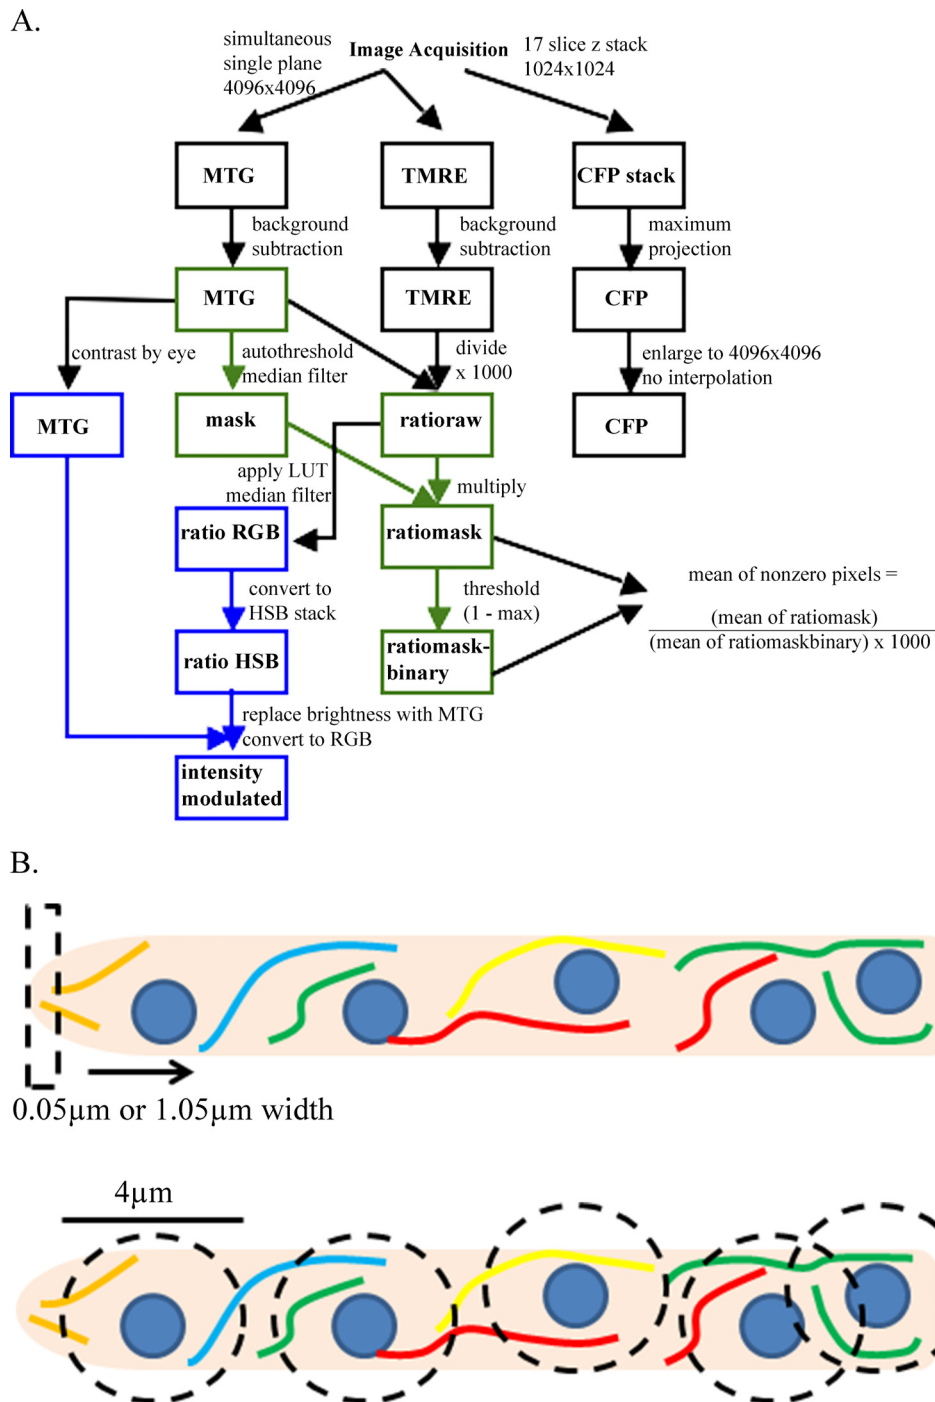 A.
simultaneous
single plane
4096x4096
Image Acquisition
17 slice z stack
1024x1024
MTG
TMRE
CFP stack
background
subtraction
background
subtraction
maximum
projection
MTG
TMRE
CFP
contrast by eye
autothreshold
median filter
divide
x 1000
enlarge to 4096x4096
no interpolation
MTG
mask
ratioraw
CFP
apply LUT
median filter
multiply
ratio RGB
ratiomask
convert to
HSB stack
threshold
(1 - max)
mean of nonzero pixels =
(mean of ratiomask)
(mean of ratiomaskbinary) x 1000
ratio HSB
ratiomask-
binary
replace brightness with MTG
convert to RGB
intensity
modulated
B.
0.05µm or 1.05µm width
4µm